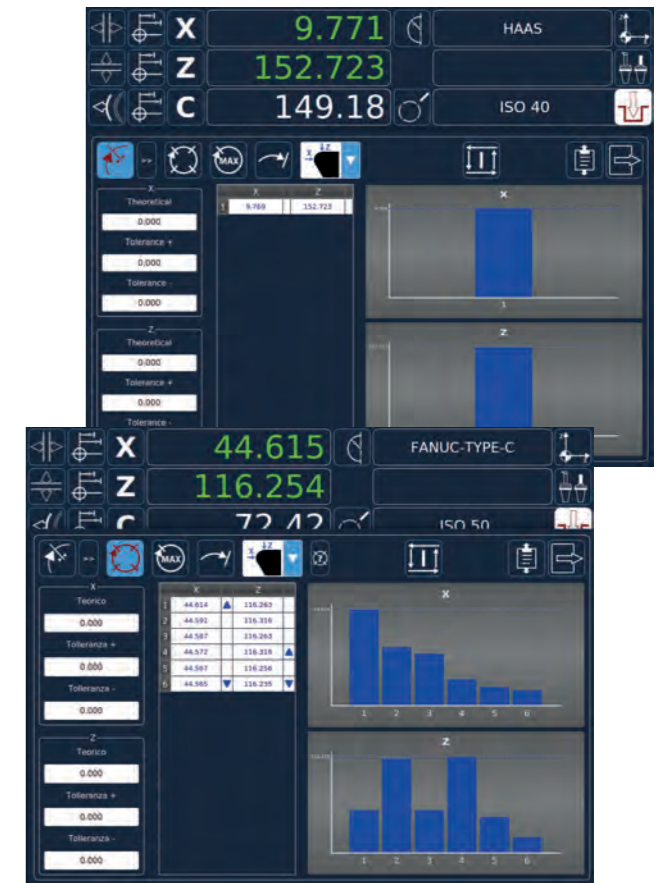 X 9.771 HAAS
Z 152.723
C 149.18 ISO 40
>> MAX X Z
X
Theoretical
0.000
Tolerance +
0.000
Tolerance -
0.000
Z
Theoretical
0.000
Tolerance +
0.000
Tolerance -
X Z
1 9.769 152.723
X
1
Z
X 44.615 FANUC-TYPE-C
Z 116.254
C 72.42 ISO 50
>> MAX X Z
X
Teorico
0.000
Tolleranza +
0.000
Tolleranza -
0.000
Z
Teorico
0.000
Tolleranza +
0.000
Tolleranza -
0.000
X Z
1 44.614 116.263
2 44.591 116.316
3 44.587 116.263
4 44.572 116.316
5 44.567 116.256
6 44.565 116.235
X
1 2 3 4 5 6
Z
1 2 3 4 5 6